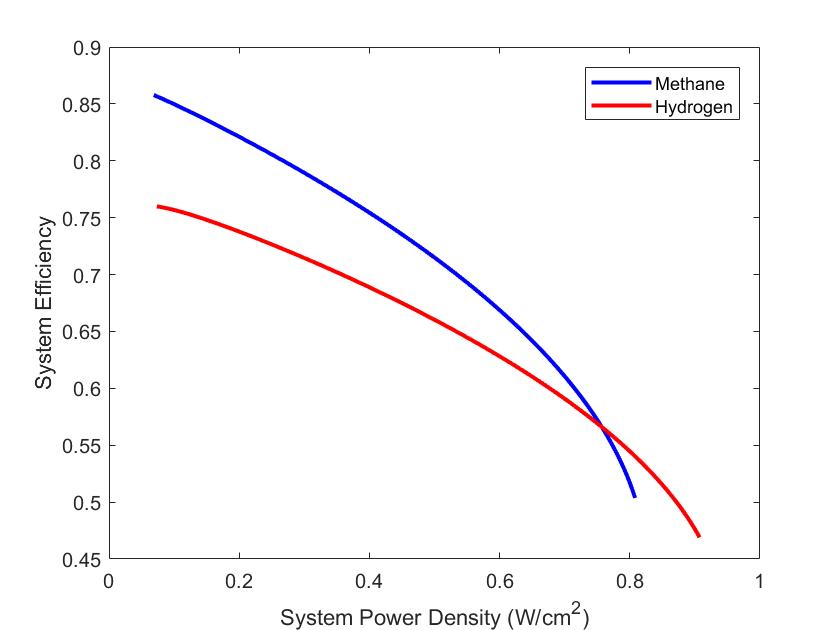 0.9
0.85
0.8
0.75
0.7
0.65
0.6
0.55
0.5
0.45
System Efficiency
Methane
Hydrogen
0 0.2 0.4 0.6 0.8 1
System Power Density (W/cm²)